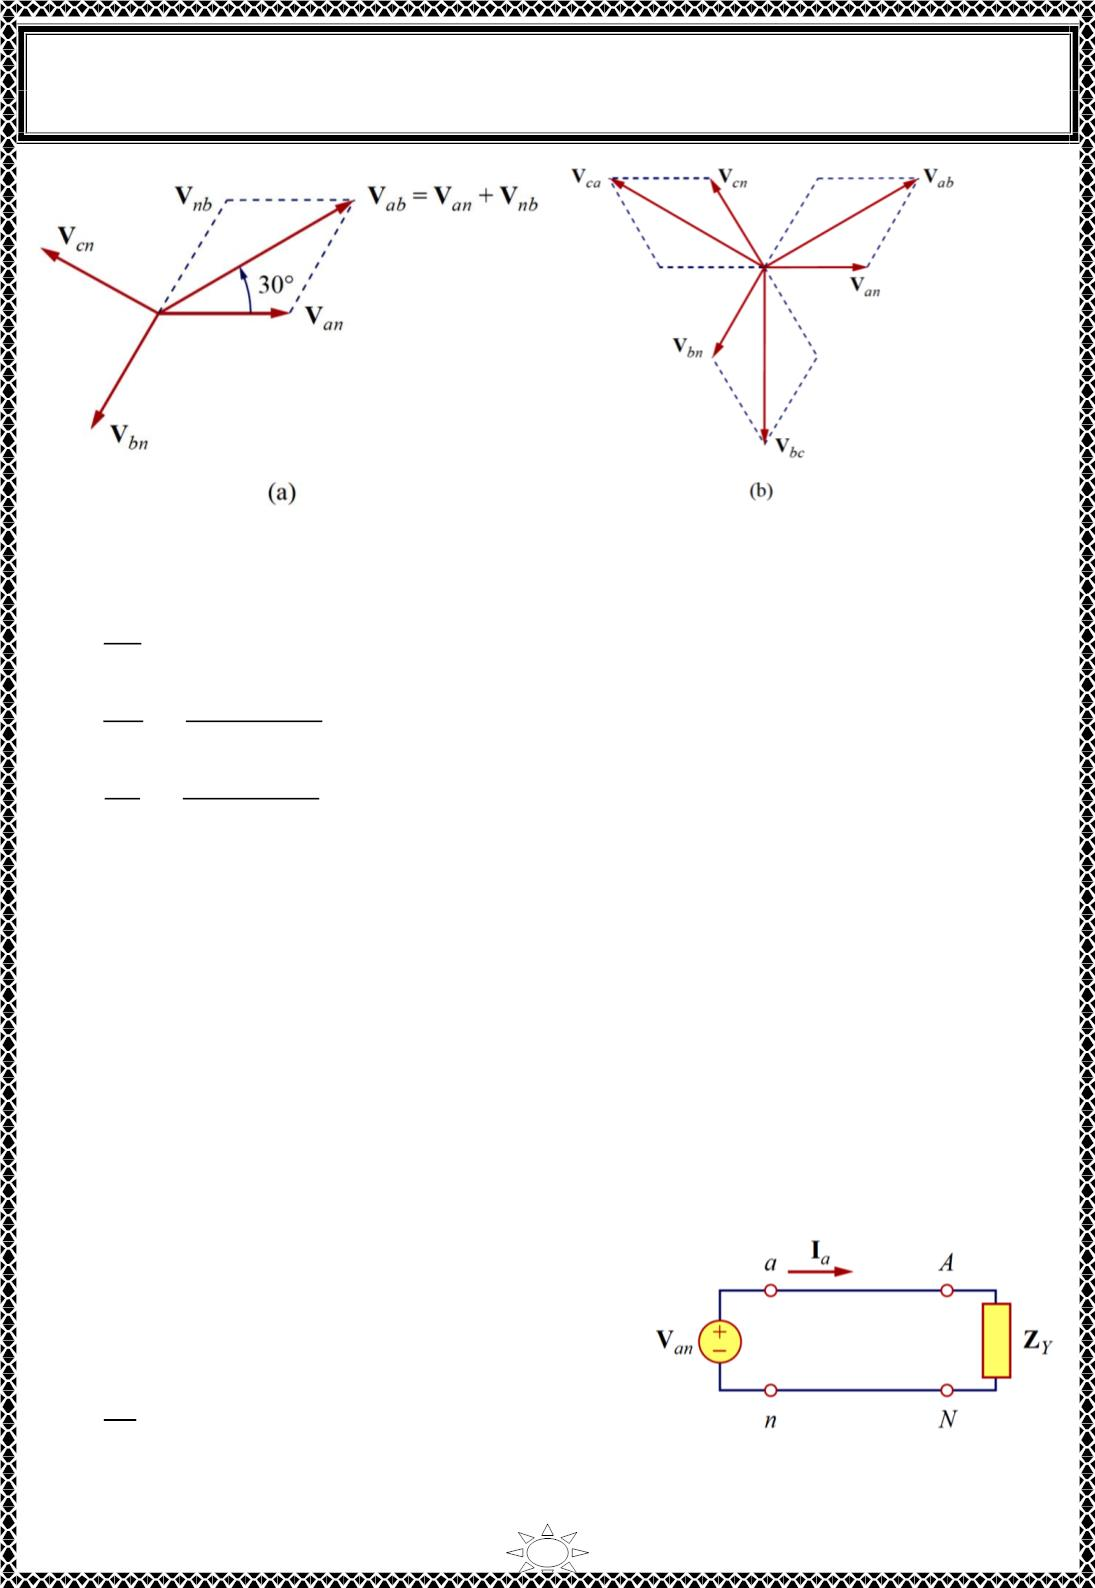 V_nb V_ab = V_an + V_nb
V_cn
30°
V_an
V_bn
(a)
V_ca V_cn V_ab
V_an
V_bn
V_bc
(b)
I_a
a A
V_an + − Z_Y
n N